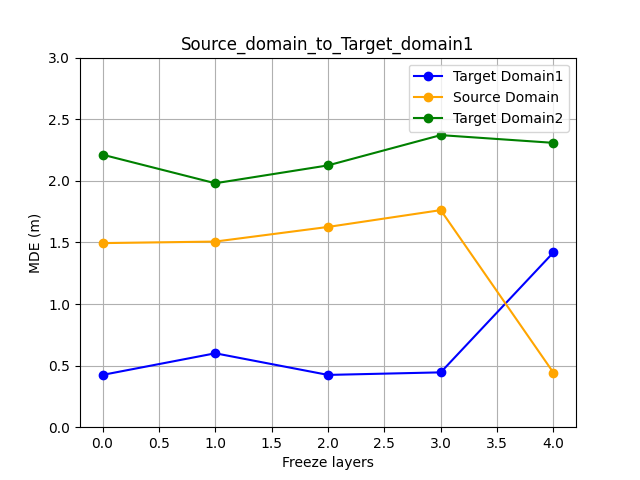 Source_domain_to_Target_domain1
Target Domain1
Source Domain
Target Domain2
MDE (m)
3.0
2.5
2.0
1.5
1.0
0.5
0.0
0.0 0.5 1.0 1.5 2.0 2.5 3.0 3.5 4.0
Freeze layers